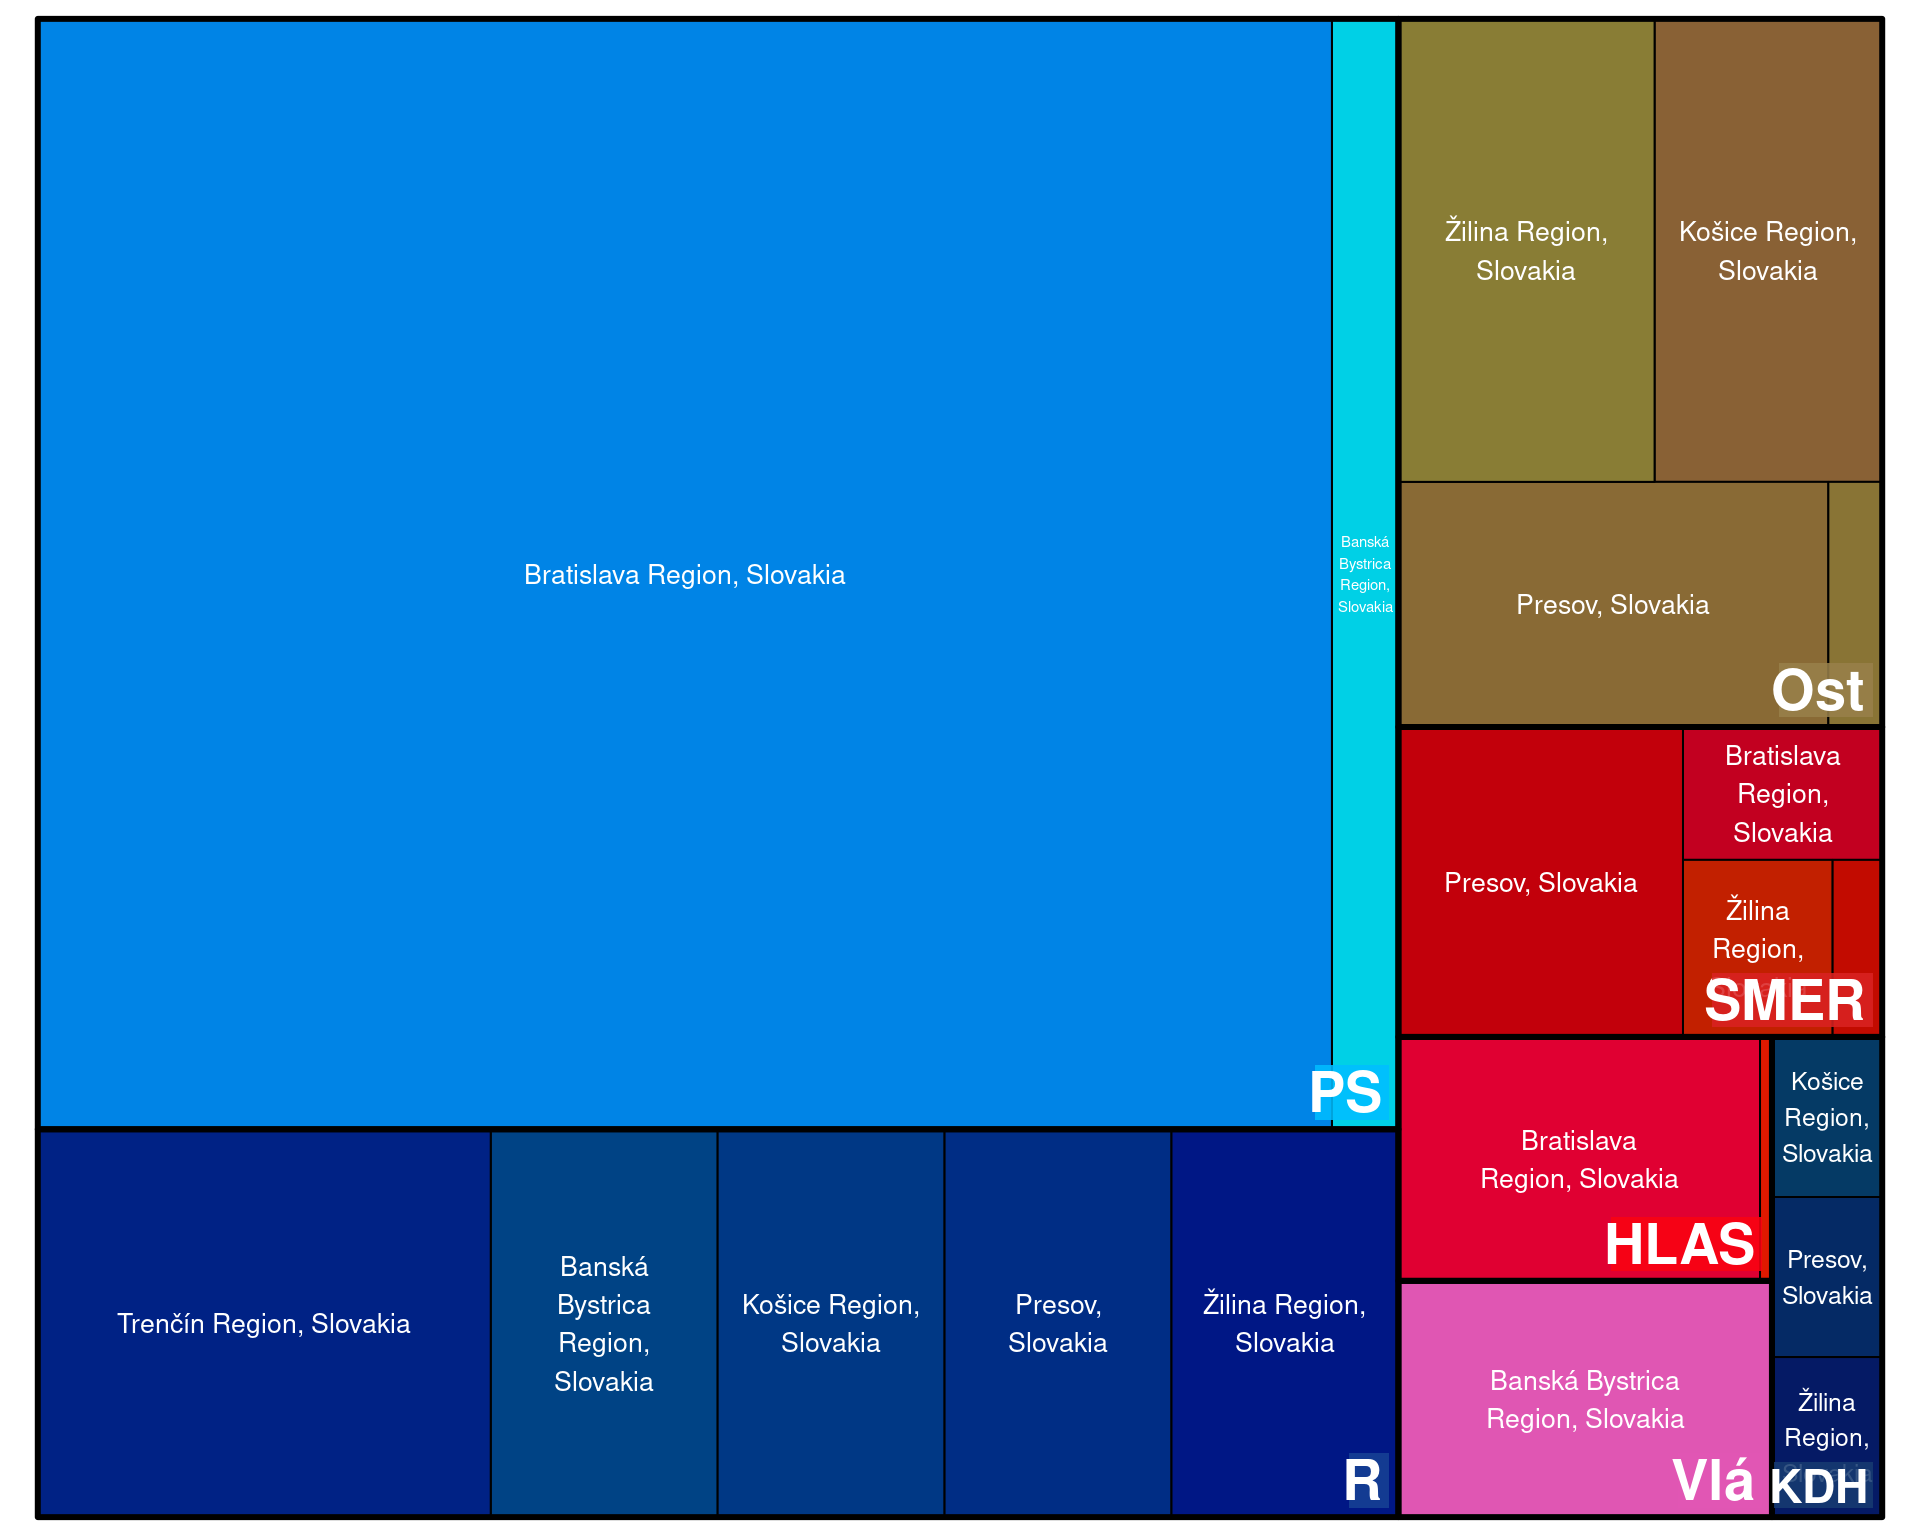 Bratislava Region, Slovakia
Banská
Bystrica
Region,
Slovakia
PS
Trenčín Region, Slovakia
Banská
Bystrica
Region,
Slovakia
Košice Region,
Slovakia
Presov,
Slovakia
Žilina Region,
Slovakia
R
Žilina Region,
Slovakia
Košice Region,
Slovakia
Presov, Slovakia
Ost
Presov, Slovakia
Bratislava
Region,
Slovakia
Žilina
Region,
SMER
Bratislava
Region, Slovakia
HLAS
Banská Bystrica
Region, Slovakia
Vlá
Košice
Region,
Slovakia
Presov,
Slovakia
Žilina
Region,
KDH